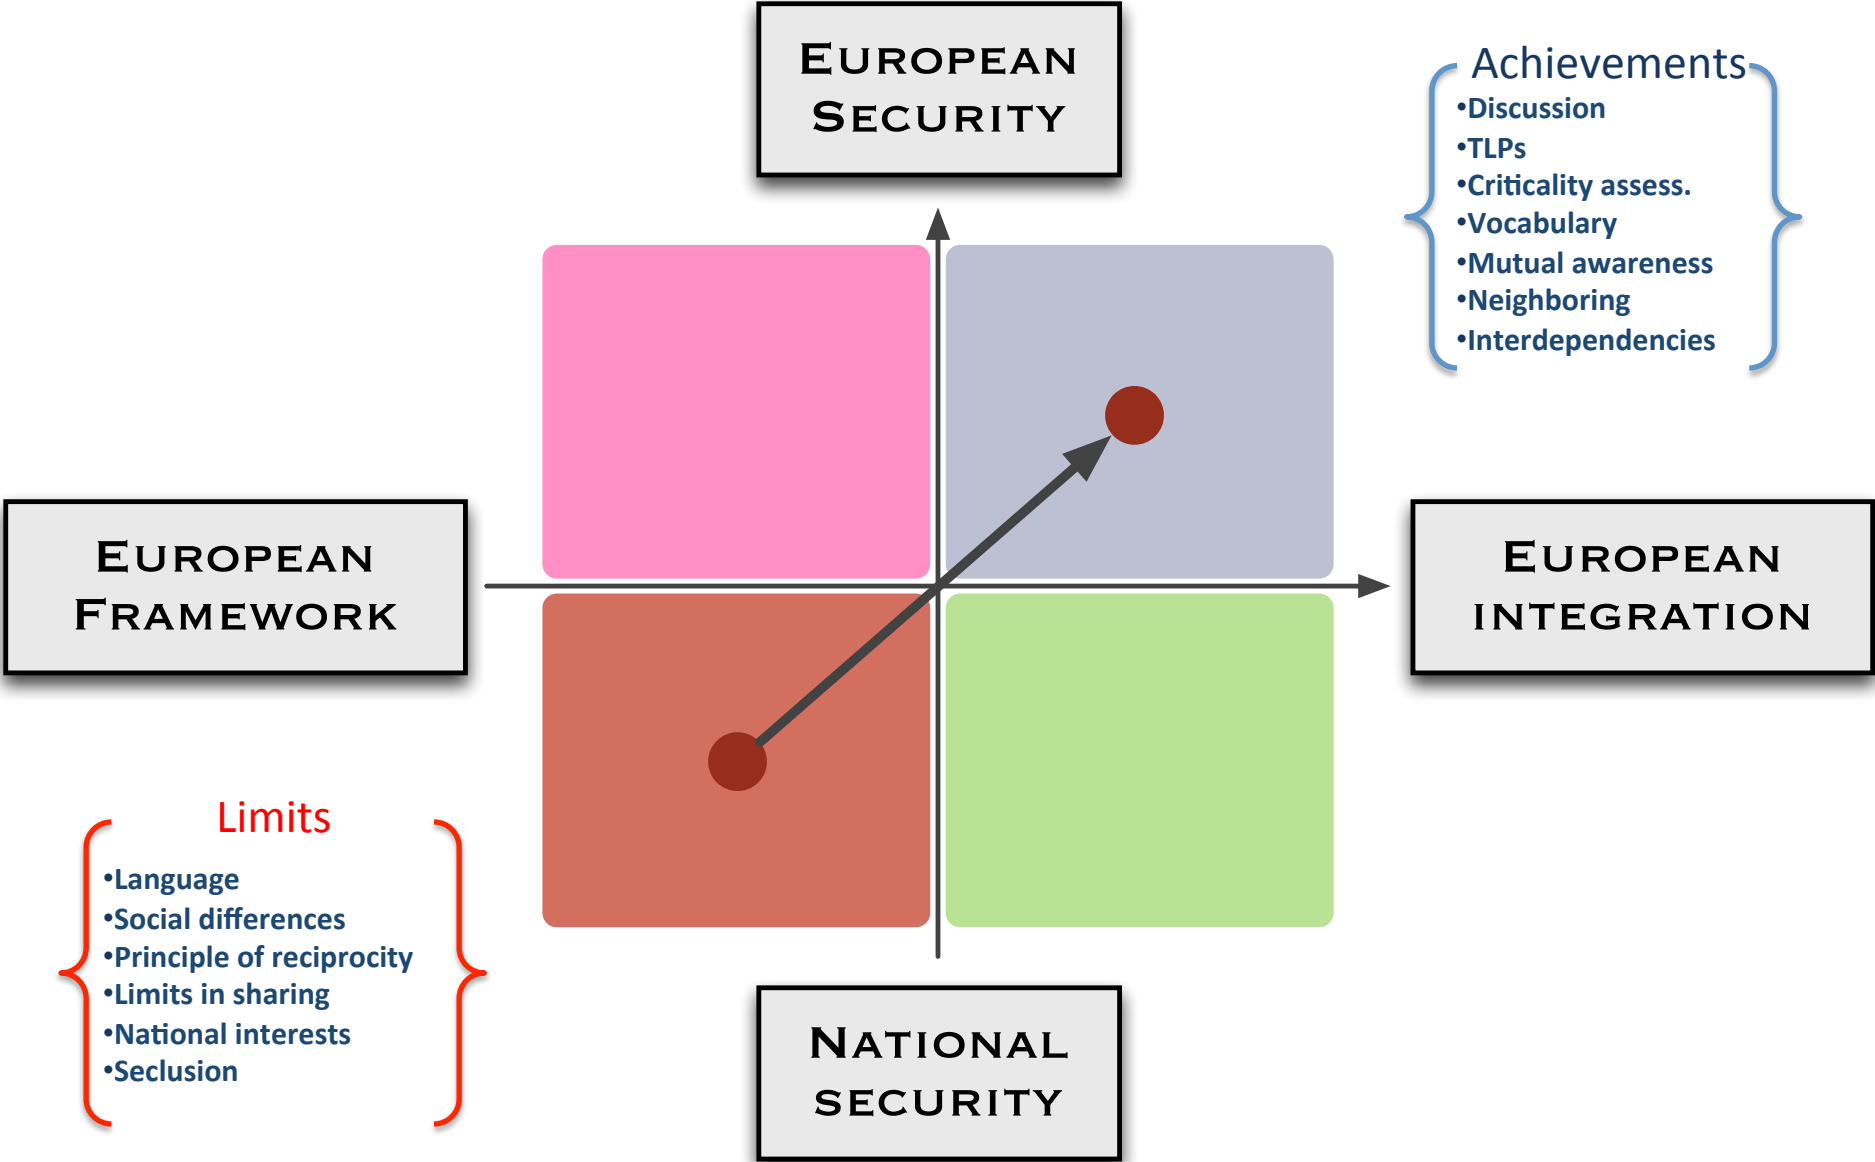 EUROPEAN
SECURITY
Achievements
•Discussion
•TLPs
•Criticality assess.
•Vocabulary
•Mutual awareness
•Neighboring
•Interdependencies
EUROPEAN
FRAMEWORK
EUROPEAN
INTEGRATION
Limits
•Language
•Social differences
•Principle of reciprocity
•Limits in sharing
•National interests
•Seclusion
NATIONAL
SECURITY